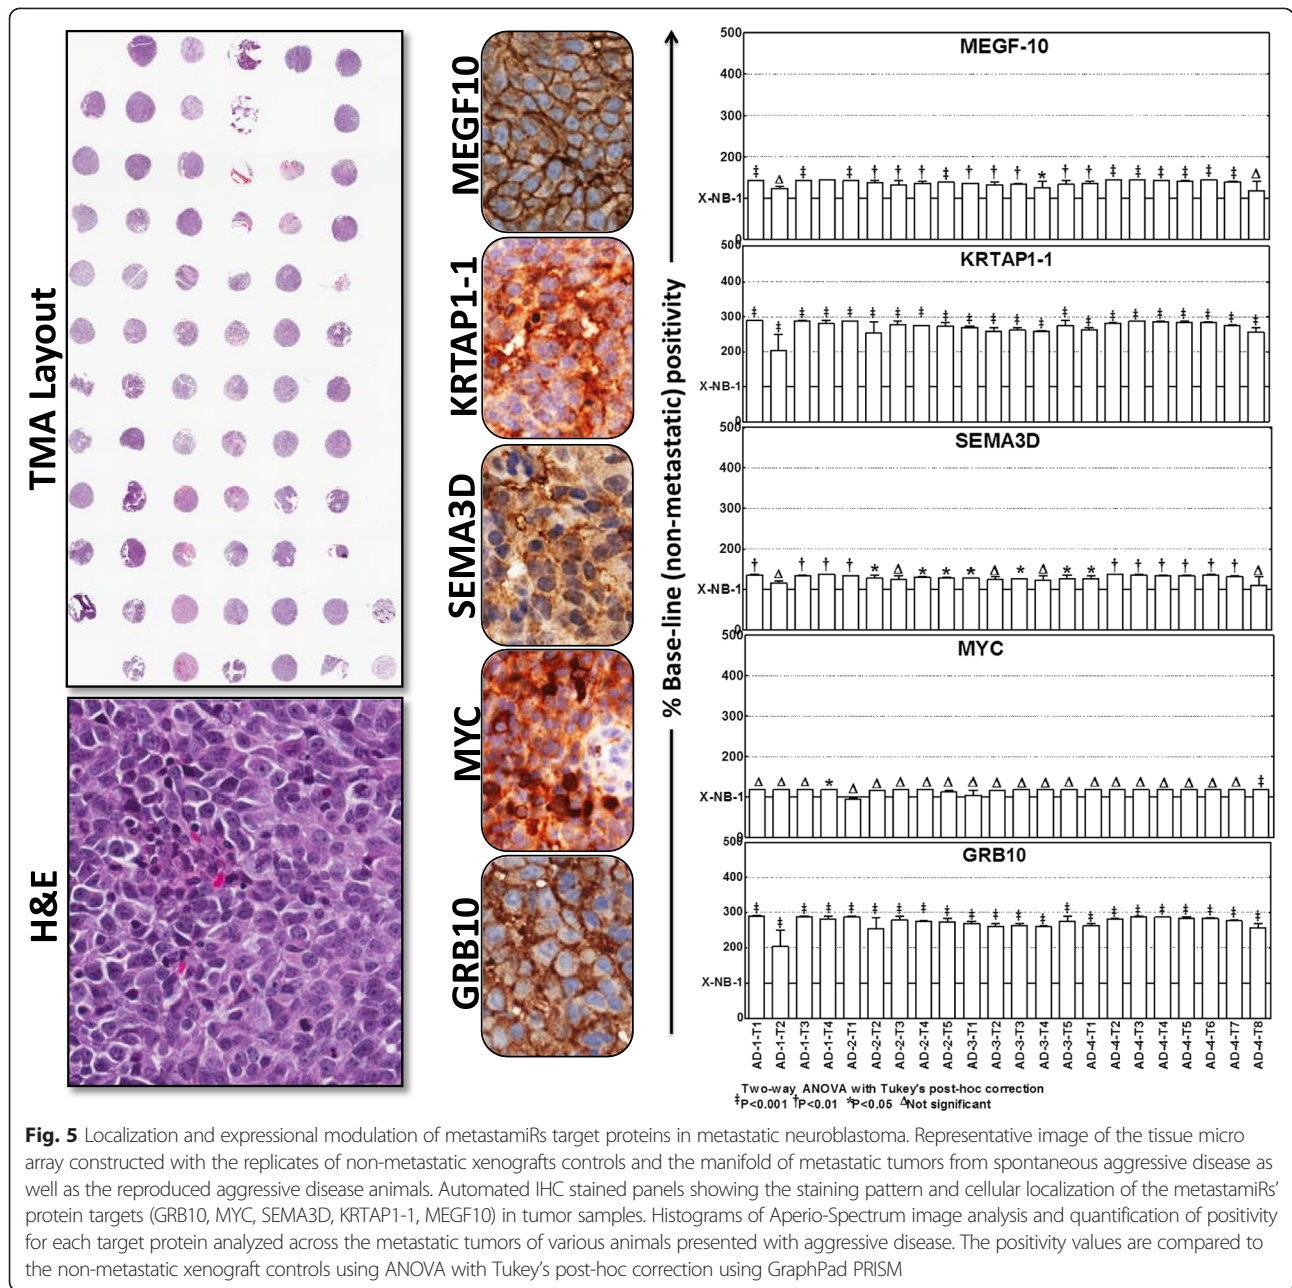 TMA Layout
H&E
MEGF10
KRTAP1-1
SEMA3D
MYC
GRB10
% Base-line (non-metastatic) positivity
MEGF-10
500
400
300
200
X-NB-1
0
‡ Δ ‡ ‡ † † † ‡ † † † * † † ‡ ‡ ‡ ‡ ‡ ‡ Δ
KRTAP1-1
500
400
300
200
X-NB-1
0
‡ ‡ ‡ ‡ ‡ ‡ ‡ ‡ ‡ ‡ ‡ ‡ ‡ ‡ ‡ ‡ ‡ ‡ ‡ ‡ ‡ ‡
SEMA3D
500
400
300
200
X-NB-1
0
† Δ † † † * Δ * * * Δ * Δ * * † † † † † † Δ
MYC
500
400
300
200
X-NB-1
0
Δ Δ Δ * Δ Δ Δ Δ Δ Δ Δ Δ Δ Δ Δ Δ Δ Δ Δ Δ Δ ‡
GRB10
500
400
300
200
X-NB-1
0
‡ ‡ ‡ ‡ ‡ ‡ ‡ ‡ ‡ ‡ ‡ ‡ ‡ ‡ ‡ ‡ ‡ ‡ ‡ ‡ ‡ ‡
AD-1-T1
AD-1-T2
AD-1-T3
AD-1-T4
AD-2-T1
AD-2-T2
AD-2-T3
AD-2-T4
AD-2-T5
AD-3-T1
AD-3-T2
AD-3-T3
AD-3-T4
AD-3-T5
AD-4-T1
AD-4-T2
AD-4-T3
AD-4-T4
AD-4-T5
AD-4-T6
AD-4-T7
AD-4-T8
Two-way ANOVA with Tukey's post-hoc correction
‡P<0.001 †P<0.01 *P<0.05 ΔNot significant
Fig. 5 Localization and expressional modulation of metastamiRs target proteins in metastatic neuroblastoma. Representative image of the tissue micro
array constructed with the replicates of non-metastatic xenografts controls and the manifold of metastatic tumors from spontaneous aggressive disease as
well as the reproduced aggressive disease animals. Automated IHC stained panels showing the staining pattern and cellular localization of the metastamiRs'
protein targets (GRB10, MYC, SEMA3D, KRTAP1-1, MEGF10) in tumor samples. Histograms of Aperio-Spectrum image analysis and quantification of positivity
for each target protein analyzed across the metastatic tumors of various animals presented with aggressive disease. The positivity values are compared to
the non-metastatic xenograft controls using ANOVA with Tukey's post-hoc correction using GraphPad PRISM